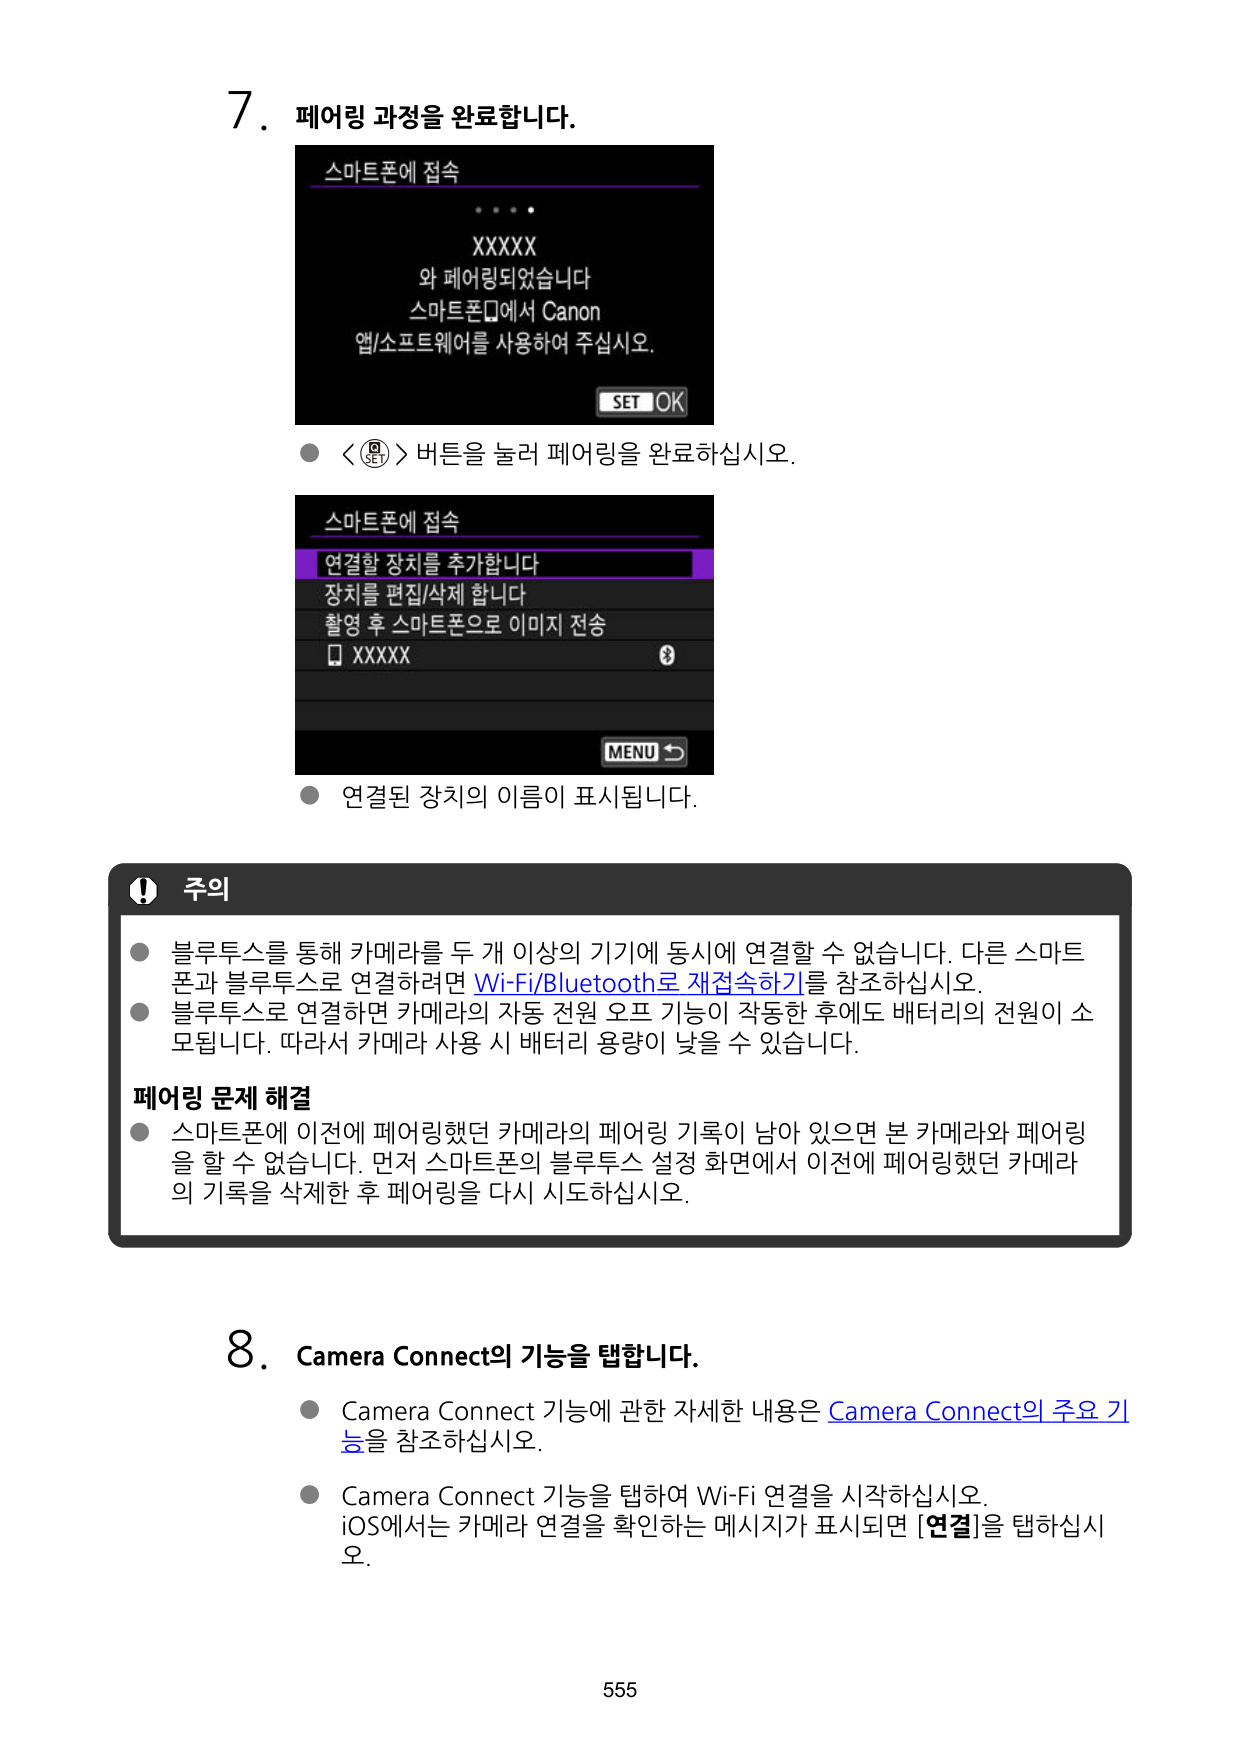 7. 페어링 과정을 완료합니다.
스마트폰에 접속
XXXXX
와 페어링되었습니다
스마트폰에서 Canon
앱/소프트웨어를 사용하여 주십시오.
SET OK
● < Q SET > 버튼을 눌러 페어링을 완료하십시오.
스마트폰에 접속
연결할 장치를 추가합니다
장치를 편집/삭제 합니다
촬영 후 스마트폰으로 이미지 전송
XXXXX
MENU
● 연결된 장치의 이름이 표시됩니다.
주의
● 블루투스를 통해 카메라를 두 개 이상의 기기에 동시에 연결할 수 없습니다. 다른 스마트
폰과 블루투스로 연결하려면 Wi-Fi/Bluetooth로 재접속하기를 참조하십시오.
● 블루투스로 연결하면 카메라의 자동 전원 오프 기능이 작동한 후에도 배터리의 전원이 소
모됩니다. 따라서 카메라 사용 시 배터리 용량이 낮을 수 있습니다.
페어링 문제 해결
● 스마트폰에 이전에 페어링했던 카메라의 페어링 기록이 남아 있으면 본 카메라와 페어링
을 할 수 없습니다. 먼저 스마트폰의 블루투스 설정 화면에서 이전에 페어링했던 카메라
의 기록을 삭제한 후 페어링을 다시 시도하십시오.
8. Camera Connect의 기능을 탭합니다.
● Camera Connect 기능에 관한 자세한 내용은 Camera Connect의 주요 기
능을 참조하십시오.
● Camera Connect 기능을 탭하여 Wi-Fi 연결을 시작하십시오.
iOS에서는 카메라 연결을 확인하는 메시지가 표시되면 [연결]을 탭하십시
오.
555